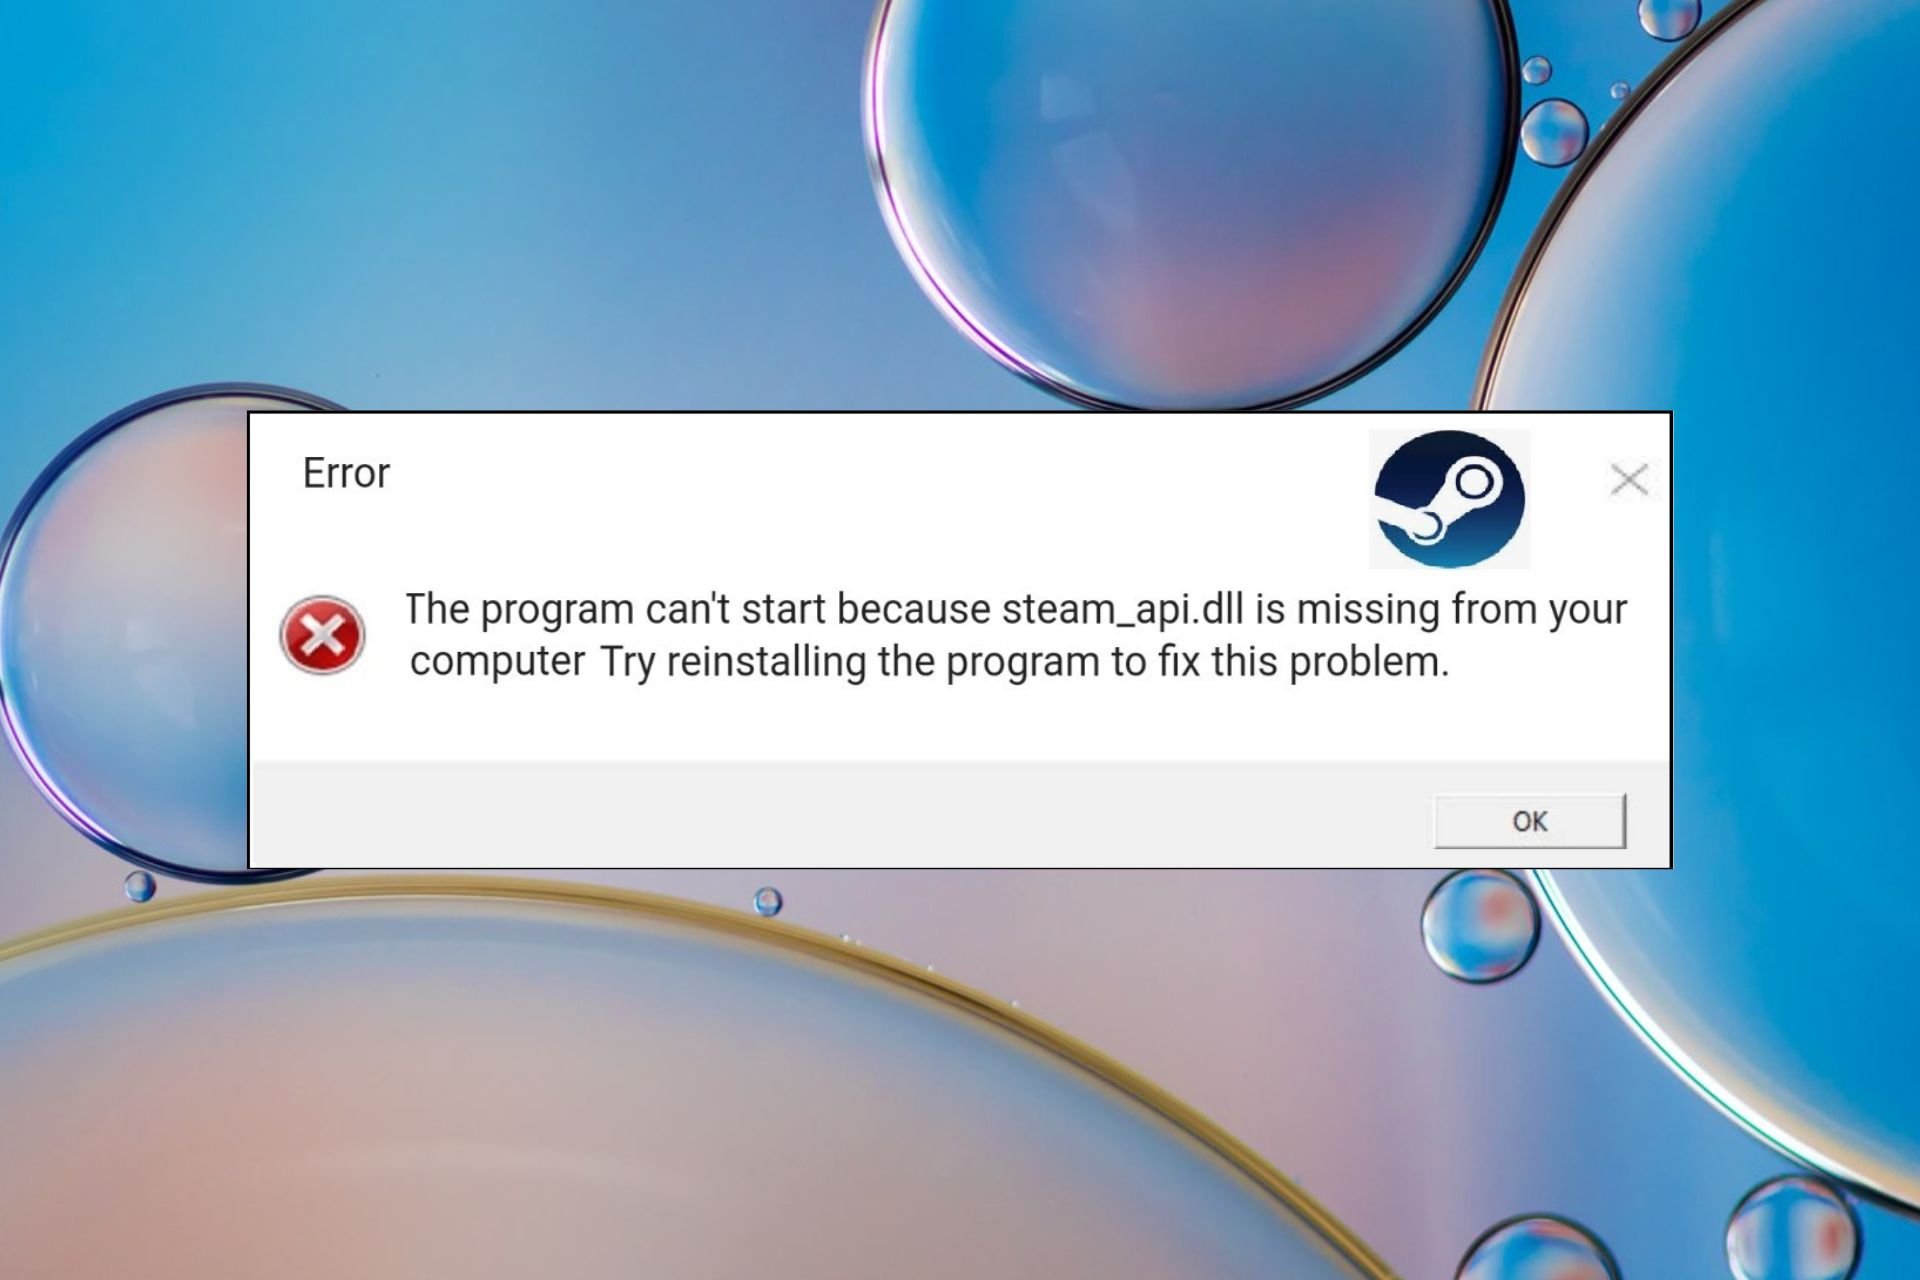 Error
The program can't start because steam_api.dll is missing from your
computer Try reinstalling the program to fix this problem.
OK